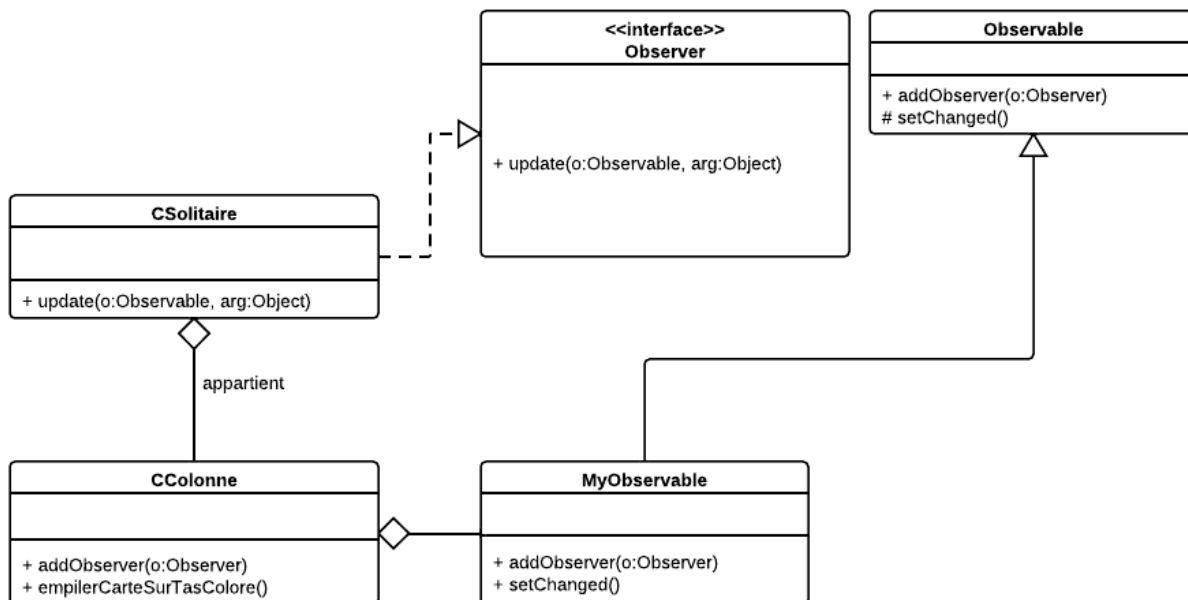 <<interface>>
Observer
+ update(o:Observable, arg:Object)
Observable
+ addObserver(o:Observer)
# setChanged()
CSolitaire
+ update(o:Observable, arg:Object)
appartient
CColonne
+ addObserver(o:Observer)
+ empilerCarteSurTasColore()
MyObservable
+ addObserver(o:Observer)
+ setChanged()